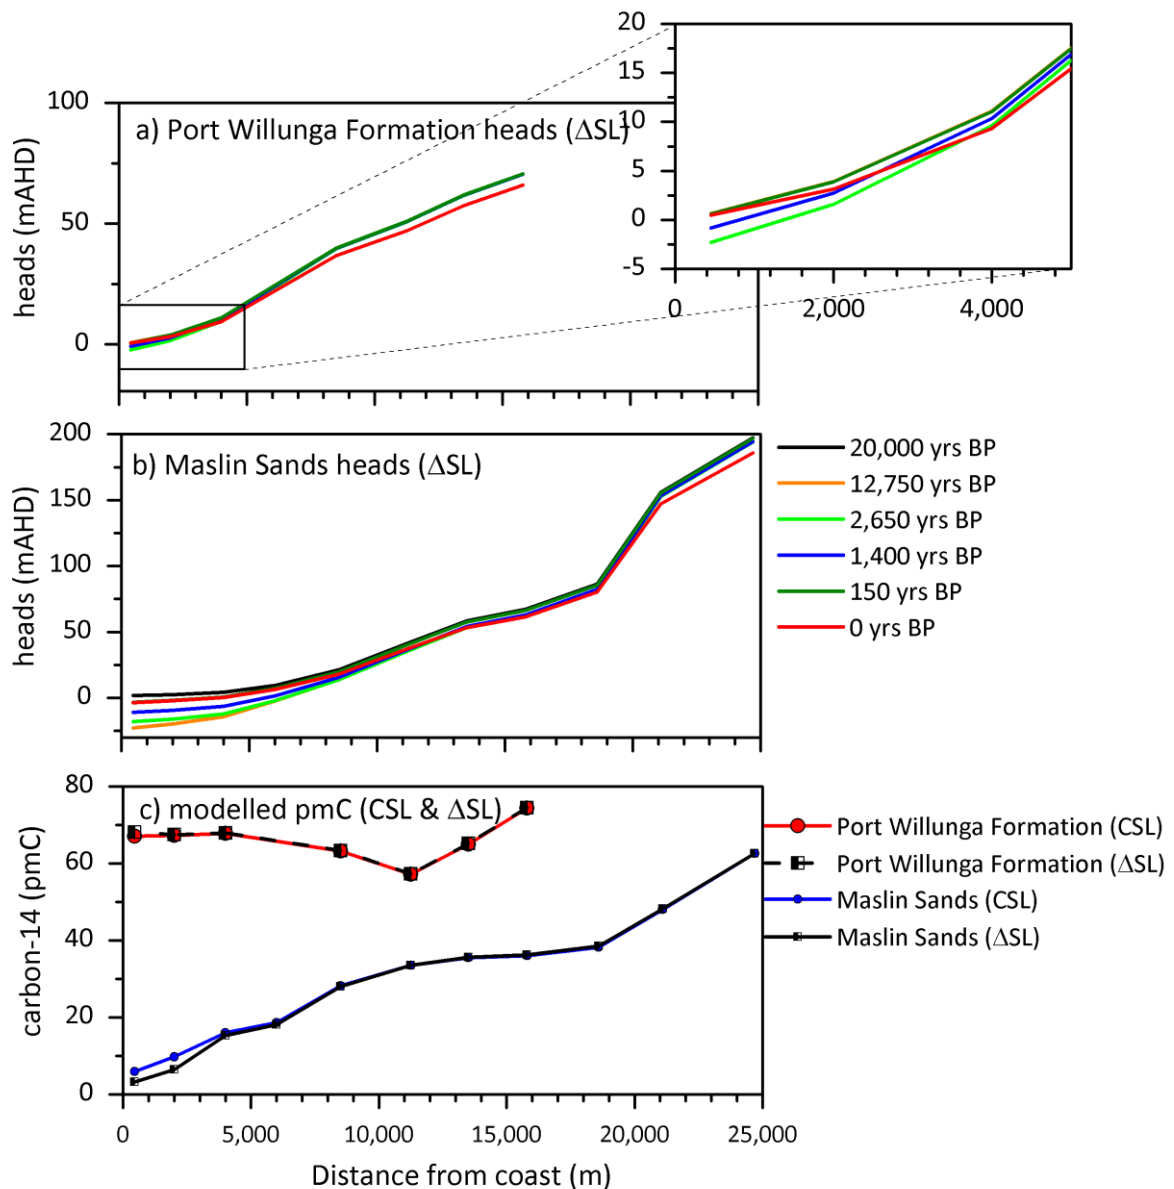 20
15
10
5
0
-5
0
2,000
4,000
100
50
0
heads (mAHD)
a) Port Willunga Formation heads (ΔSL)
200
150
100
50
0
heads (mAHD)
b) Maslin Sands heads (ΔSL)
20,000 yrs BP
12,750 yrs BP
2,650 yrs BP
1,400 yrs BP
150 yrs BP
0 yrs BP
80
60
40
20
0
carbon-14 (pmC)
c) modelled pmC (CSL & ΔSL)
Port Willunga Formation (CSL)
Port Willunga Formation (ΔSL)
Maslin Sands (CSL)
Maslin Sands (ΔSL)
0
5,000
10,000
15,000
20,000
25,000
Distance from coast (m)